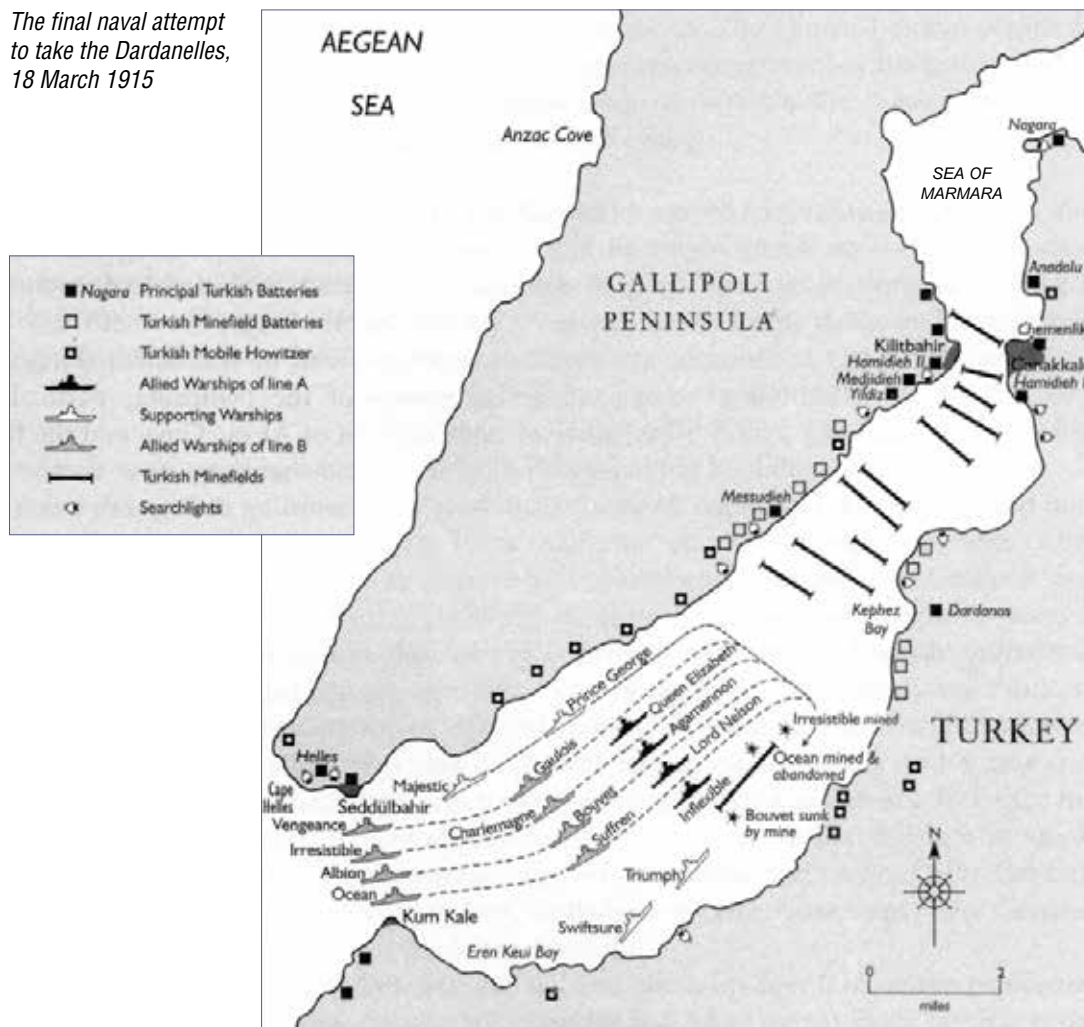 The final naval attempt
to take the Dardanelles,
18 March 1915
AEGEAN
SEA
Anzac Cove
Nagara
SEA OF
MARMARA
Nagara Principal Turkish Batteries
Turkish Minefield Batteries
Turkish Mobile Howitzer
Allied Warships of line A
Supporting Warships
Allied Warships of line B
Turkish Minefields
Searchlights
GALLIPOLI
PENINSULA
Anadolu
Chemenlik
Kilitbahir
Hamidieh II
Medjidieh
Yildiz
Canakkale
Hamidieh I
Messudieh
Kephez
Bay
Dardanos
Prince George
Queen Elizabeth
Agamennon
Lord Nelson
Inflexible
Irresistible mined
Ocean mined &
abandoned
Bouvet sunk
by mine
TURKEY
Helles
Cape
Helles
Seddülbahir
Majestic
Gaulois
Charlemagne
Bouvet
Suffren
Vengeance
Irresistible
Albion
Ocean
Triumph
Swiftsure
Kum Kale
Eren Keui Bay
N
0 2
miles